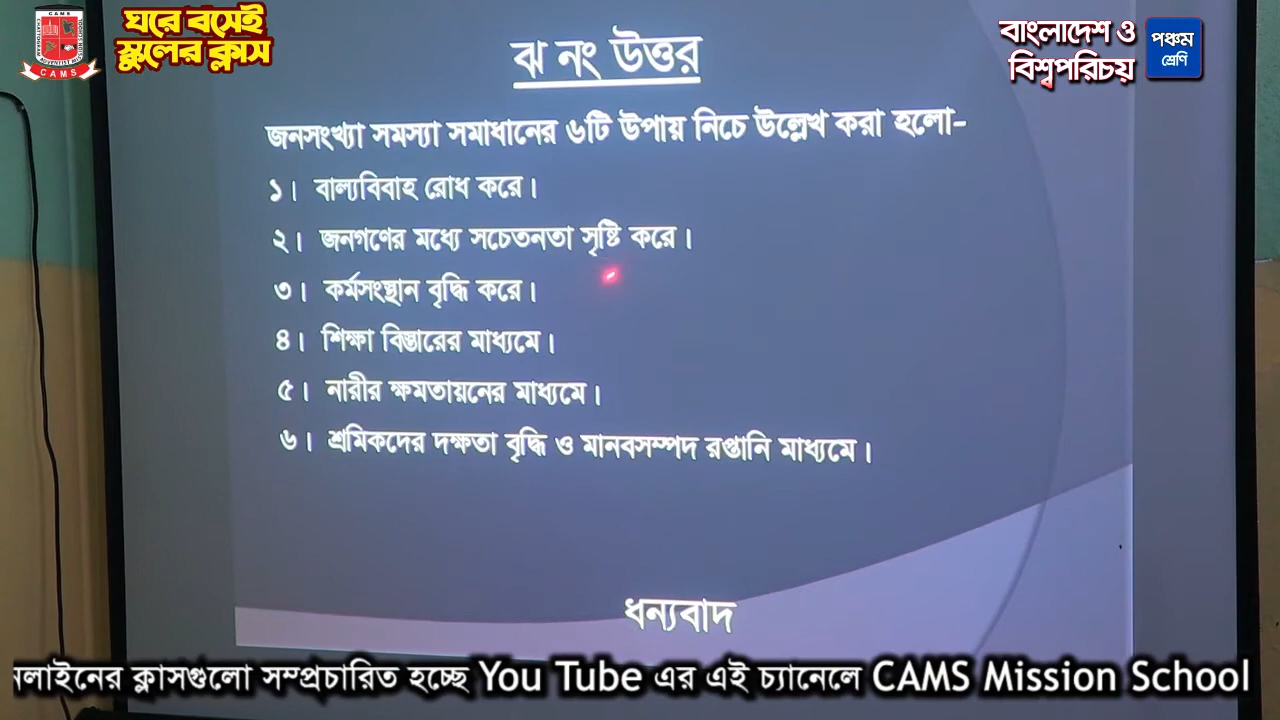 CAMS
ঘরে বসেই
স্কুলের ক্লাস
CAMS
বাংলাদেশ ও
বিশ্বপরিচয়
পঞ্চম
শ্রেণি
ঝ নং উত্তর
জনসংখ্যা সমস্যা সমাধানের ৬টি উপায় নিচে উল্লেখ করা হলো-
১। বাল্যবিবাহ রোধ করে।
২। জনগণের মধ্যে সচেতনতা সৃষ্টি করে।
৩। কর্মসংস্থান বৃদ্ধি করে।
৪। শিক্ষা বিস্তারের মাধ্যমে।
৫। নারীর ক্ষমতায়নের মাধ্যমে।
৬। শ্রমিকদের দক্ষতা বৃদ্ধি ও মানবসম্পদ রপ্তানি মাধ্যমে।
ধন্যবাদ
নলাইনের ক্লাসগুলো সম্প্রচারিত হচ্ছে You Tube এর এই চ্যানেলে CAMS Mission School